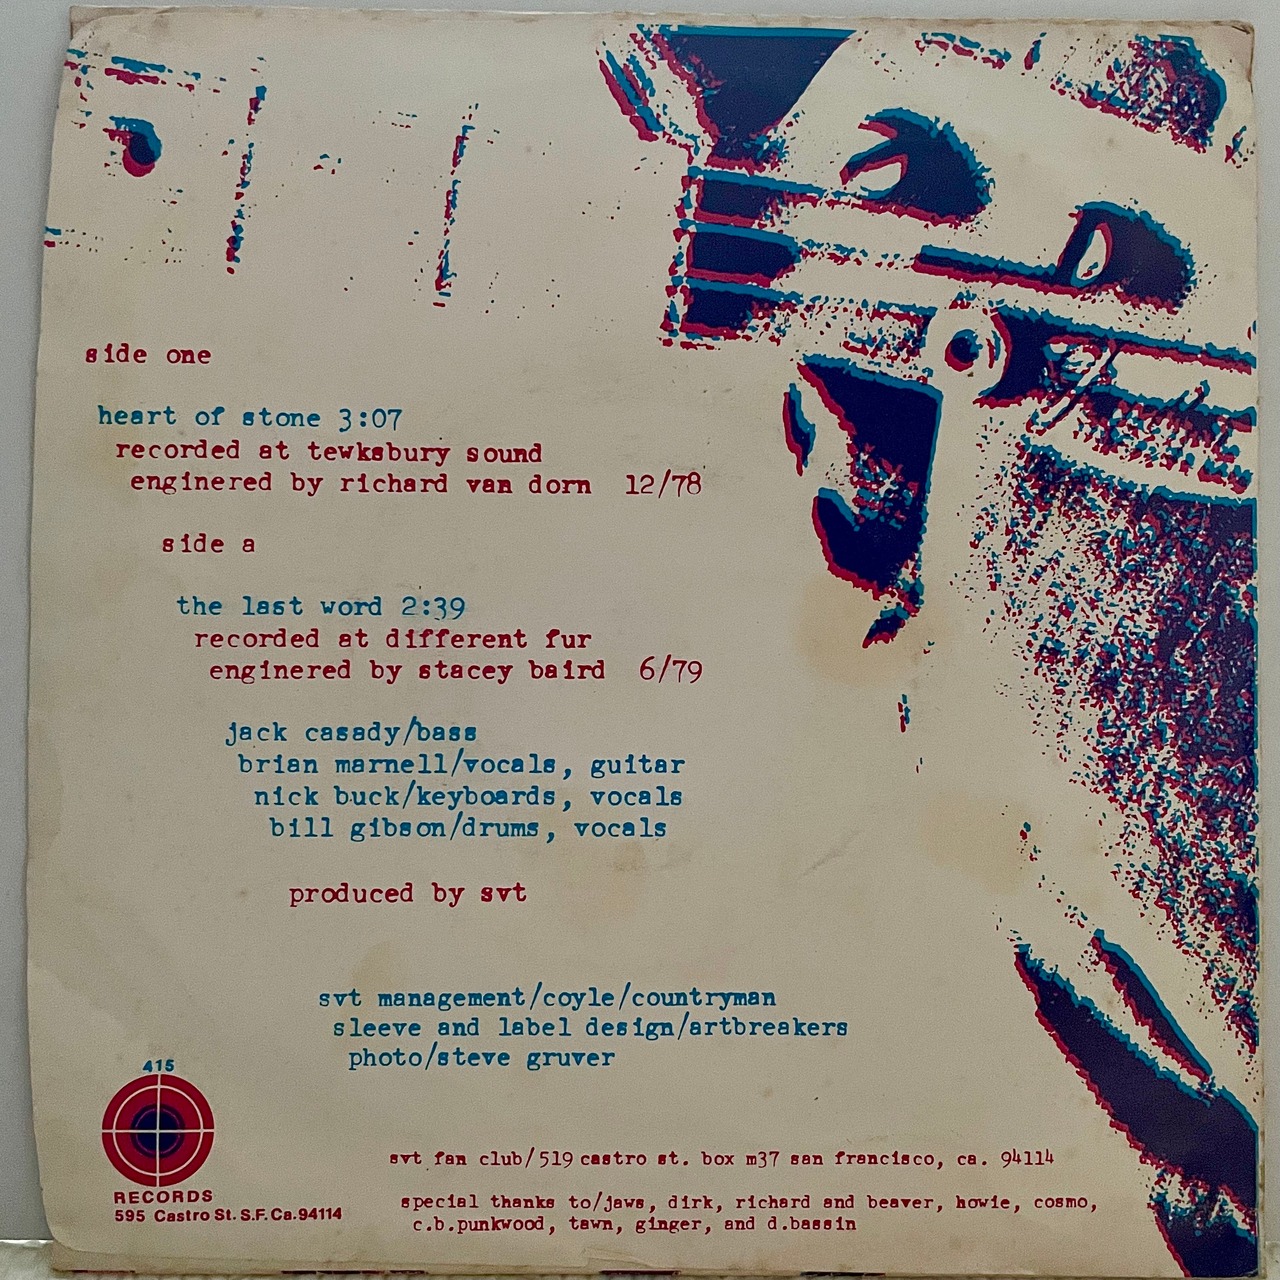 side one
heart of stone 3:07
recorded at tewksbury sound
enginered by richard van dorn 12/78
side a
the last word 2:39
recorded at different fur
enginered by stacey baird 6/79
jack casady/bass
brian marnell/vocals, guitar
nick buck/keyboards, vocals
bill gibson/drums, vocals
produced by svt
svt management/coyle/countryman
sleeve and label design/artbreakers
photo/steve gruver
415
RECORDS
595 Castro St. S.F. Ca. 94114
svt fan club/519 castro st. box m37 san francisco, ca. 94114
special thanks to/jaws, dirk, richard and beaver, howie, cosmo,
c.b.punkwood, tawn, ginger, and d.bassin